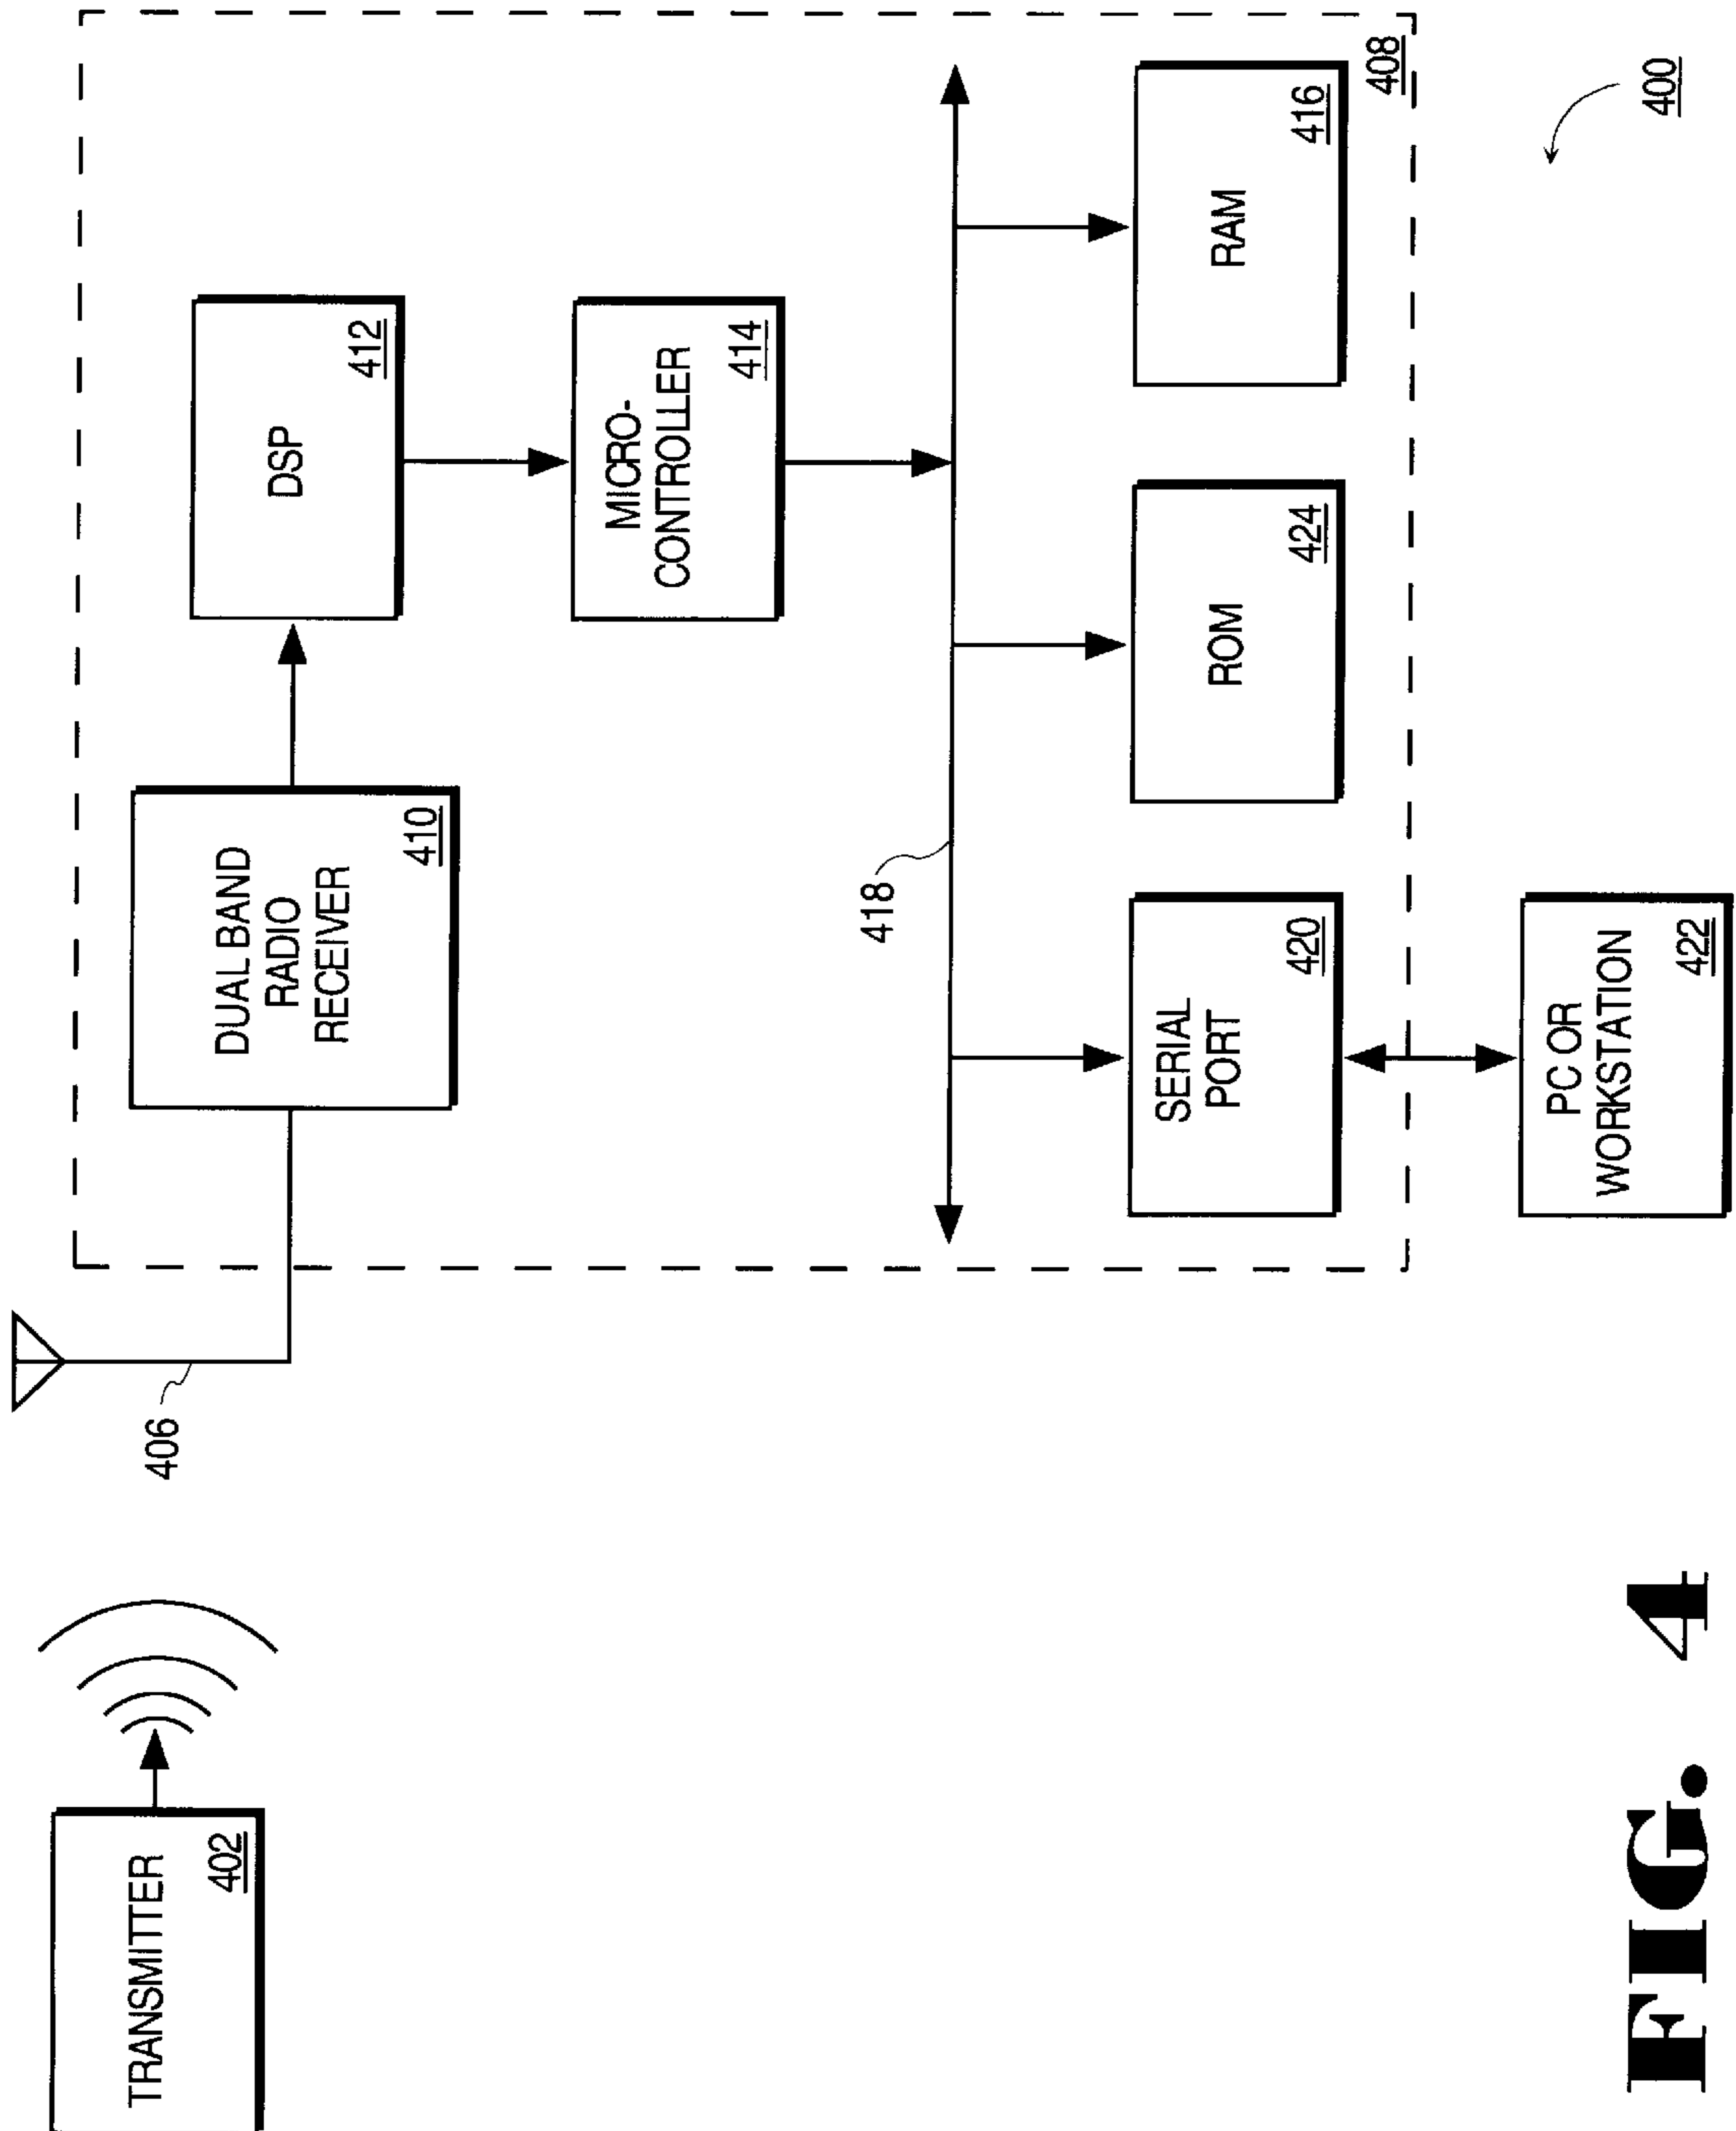 TRANSMITTER
402
406
DUAL BAND
RADIO
RECEIVER
410
DSP
412
MICRO-
CONTROLLER
414
418
SERIAL
PORT
420
ROM
424
RAM
416
408
PC OR
WORKSTATION
422
400
FIG. 4